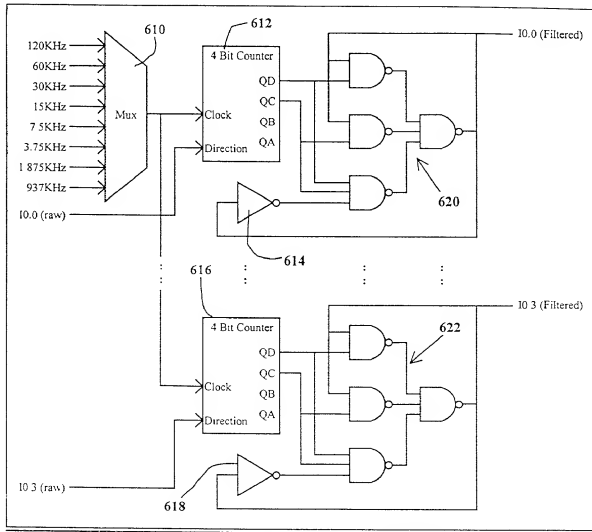 120KHz
60KHz
30KHz
15KHz
7 5KHz
3.75KHz
1 875KHz
937KHz
I0.0 (raw)
610
Mux
612
4 Bit Counter
QD
QC
QB
QA
Clock
Direction
I0.0 (Filtered)
620
614
616
4 Bit Counter
QD
QC
QB
QA
Clock
Direction
I0 3 (Filtered)
622
I0 3 (raw)
618